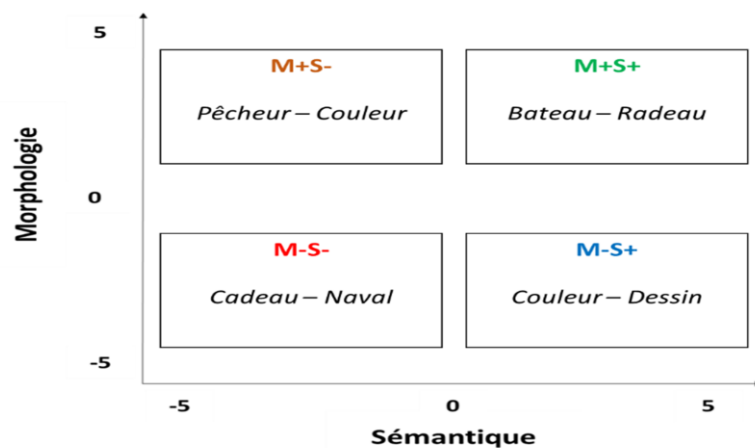 5
M+S-
M+S+
Pêcheur – Couleur
Bateau – Radeau
Morphologie
0
M-S-
M-S+
Cadeau – Naval
Couleur – Dessin
-5
-5
0
5
Sémantique